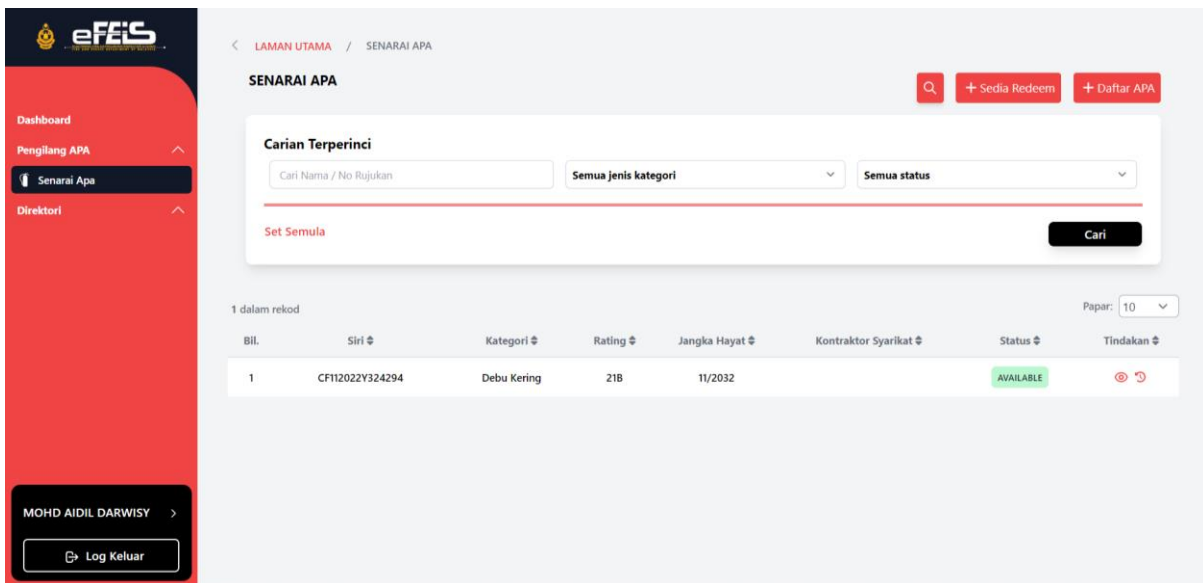 eFEiS
LAMAN UTAMA / SENARAI APA
SENARAI APA
+ Sedia Redeem
+ Daftar APA
Dashboard
Pengilang APA
Senarai Apa
Direktori
Carian Terperinci
Cari Nama / No Rujukan
Semua jenis kategori
Semua status
Set Semula
Cari
1 dalam rekod
Papar: 10
Bil. Siri Kategori Rating Jangka Hayat Kontraktor Syarikat Status Tindakan
1 CF112022Y324294 Debu Kering 21B 11/2032 AVAILABLE
MOHD AIDIL DARWISY
Log Keluar